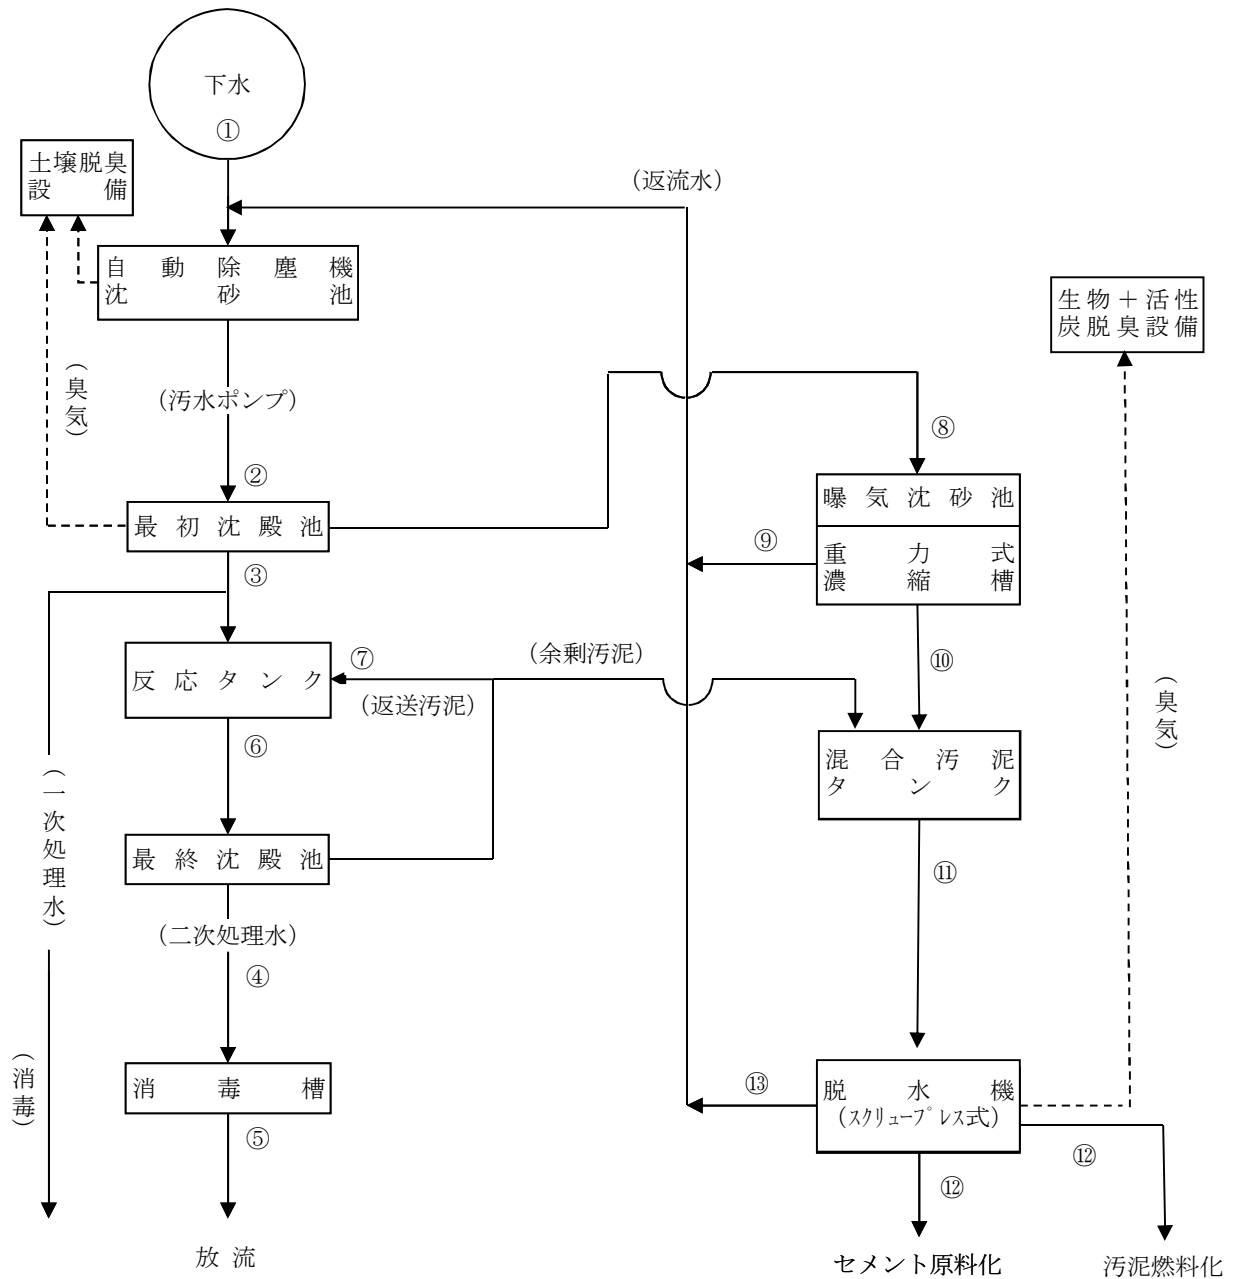 下水
①
土壌脱臭
設備
(返流水)
自動除塵機
沈砂池
生物+活性
炭脱臭設備
(臭気)
(汚水ポンプ)
⑧
②
曝気沈砂池
最初沈殿池
⑨
重力式
濃縮槽
③
(余剰汚泥)
⑦
⑩
反応タンク
(返送汚泥)
(臭気)
⑥
混合汚泥
タンク
(一次処理水)
最終沈殿池
⑪
(二次処理水)
④
(消毒)
消毒槽
⑬
脱水機
(スクリュープレス式)
⑤
⑫
⑫
放流
セメント原料化
汚泥燃料化